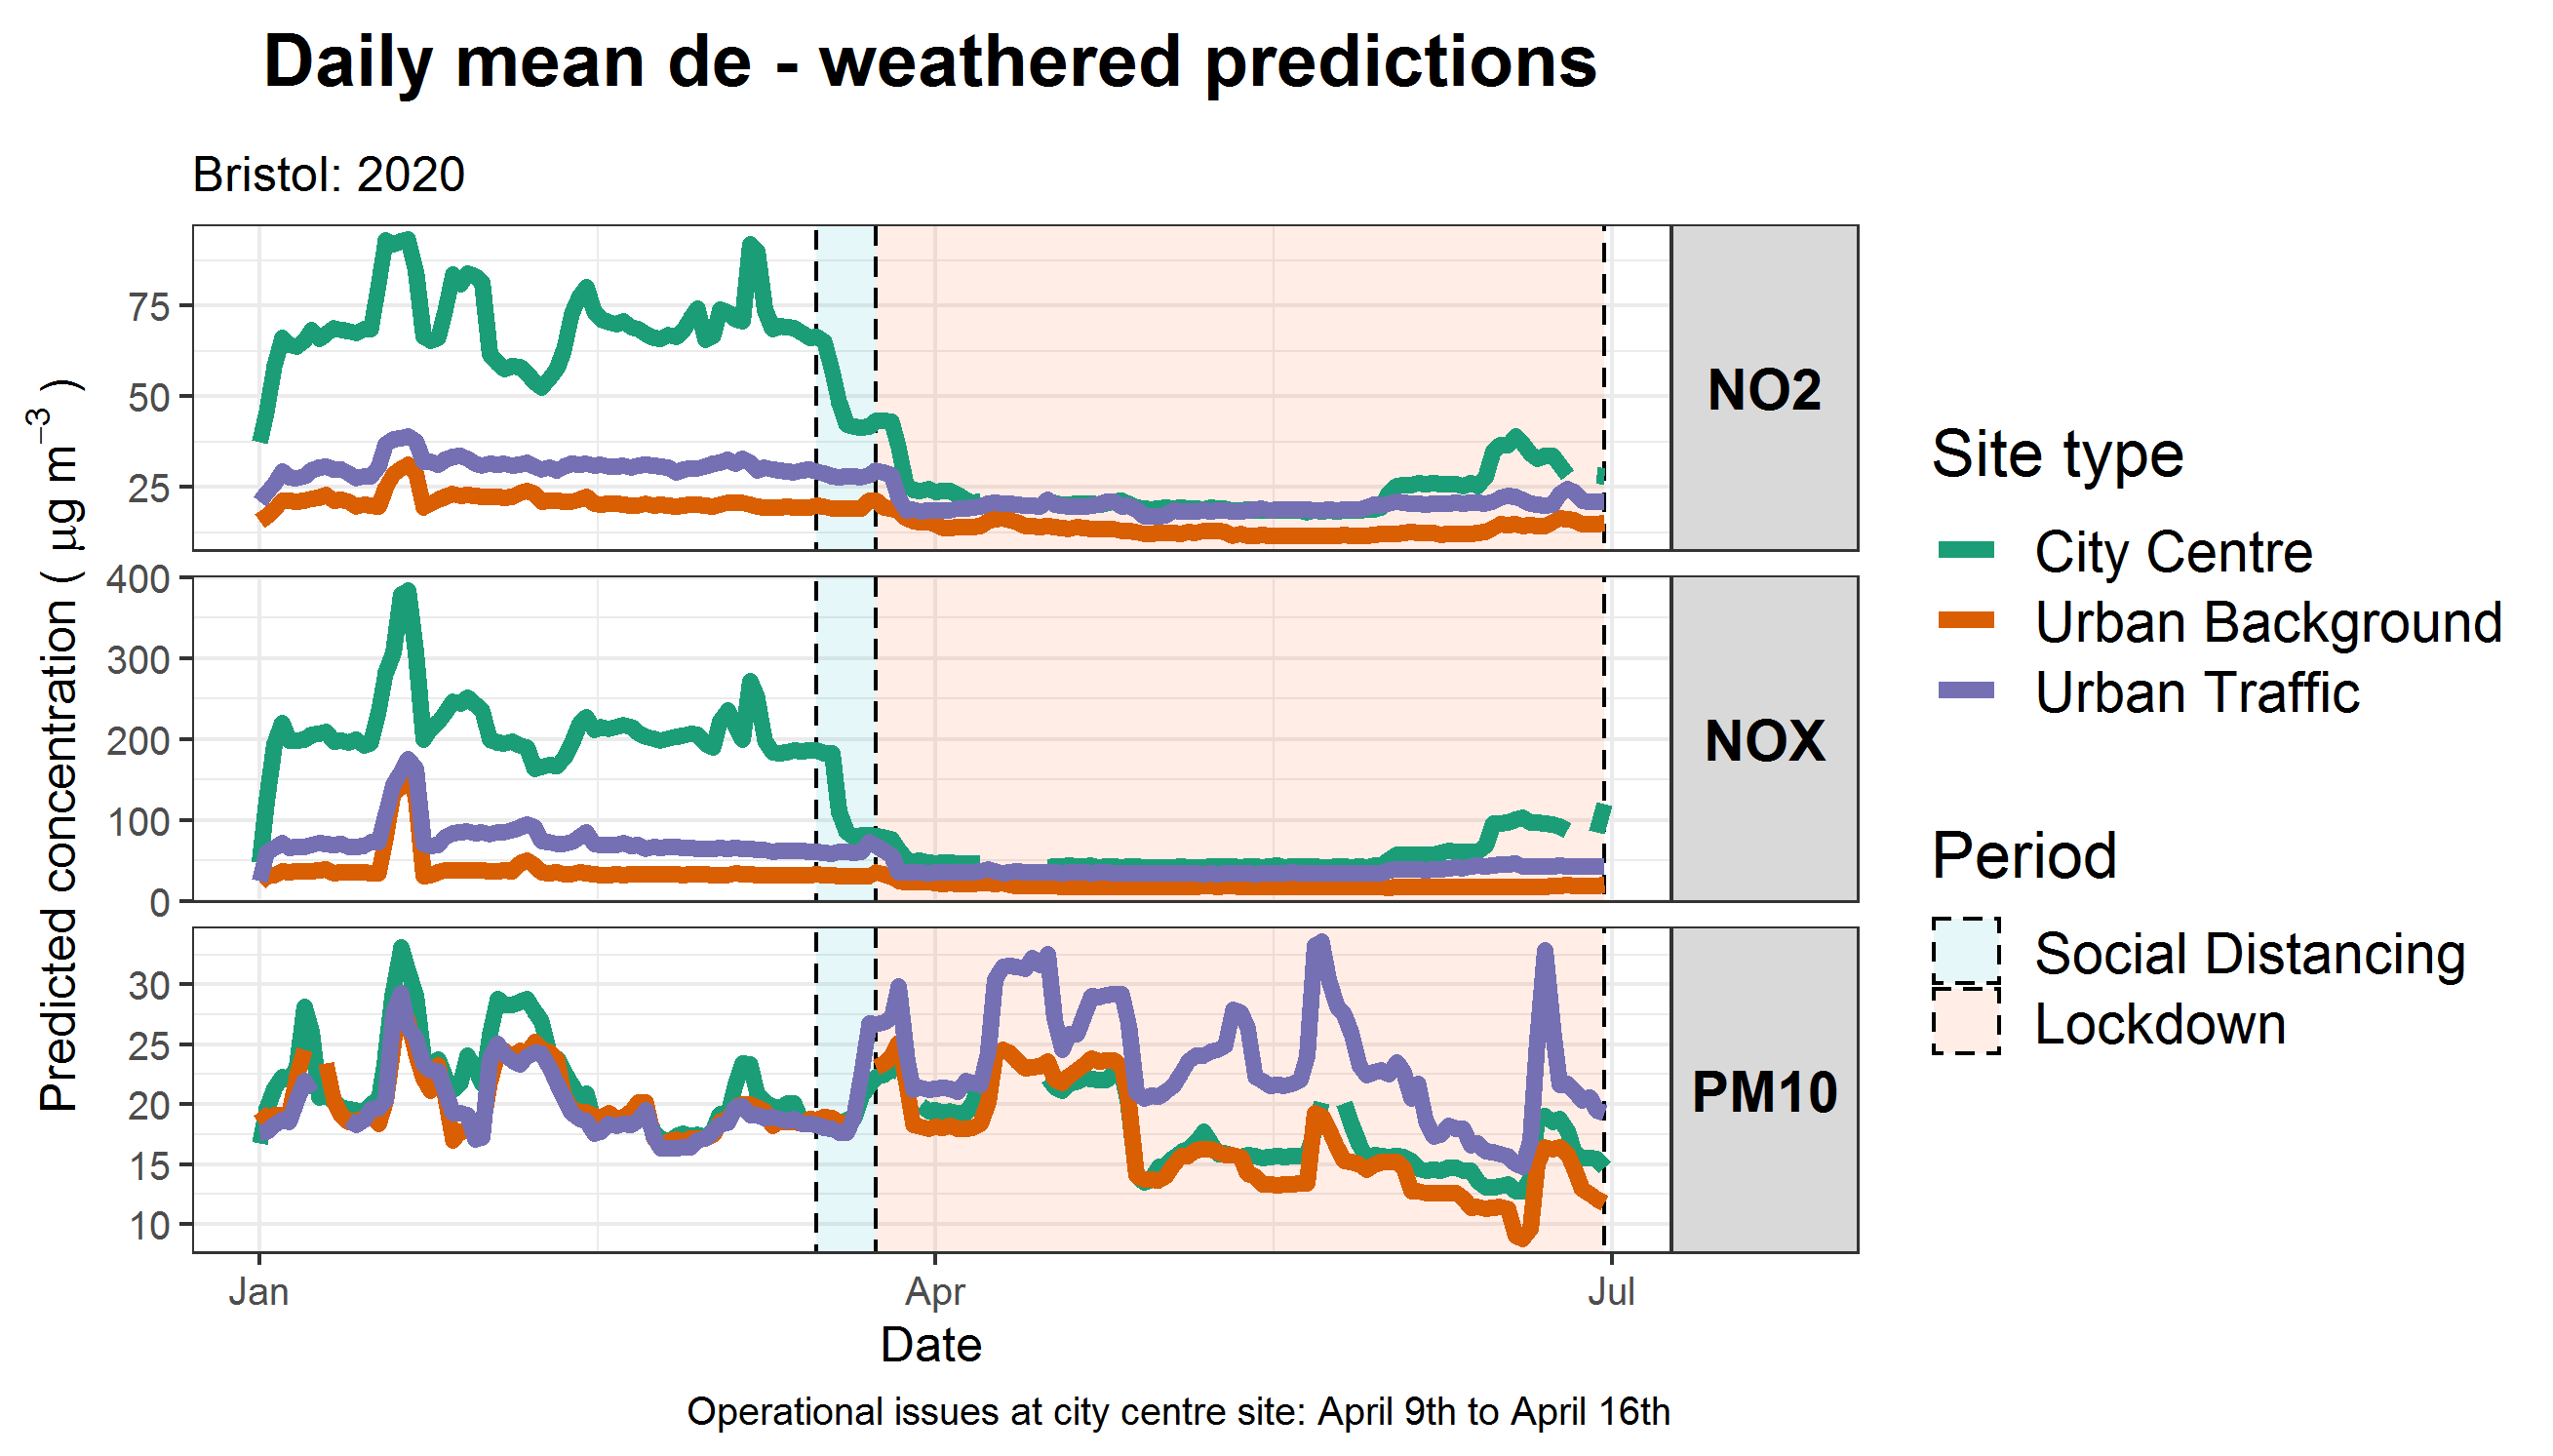 Daily mean de - weathered predictions
Bristol: 2020
Predicted concentration ( µg m⁻³ )
75
50
25
NO2
400
300
200
100
0
NOX
30
25
20
15
10
PM10
Jan
Apr
Jul
Date
Operational issues at city centre site: April 9th to April 16th
Site type
City Centre
Urban Background
Urban Traffic
Period
Social Distancing
Lockdown